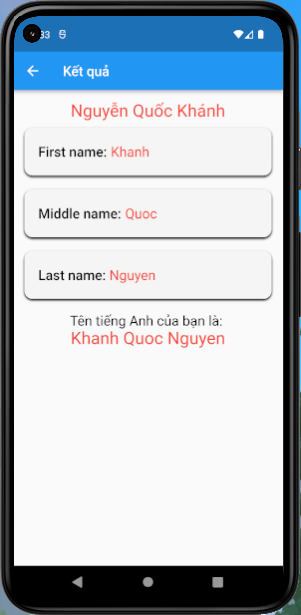 Kết quả
Nguyễn Quốc Khánh
First name: Khanh
Middle name: Quoc
Last name: Nguyen
Tên tiếng Anh của bạn là:
Khanh Quoc Nguyen